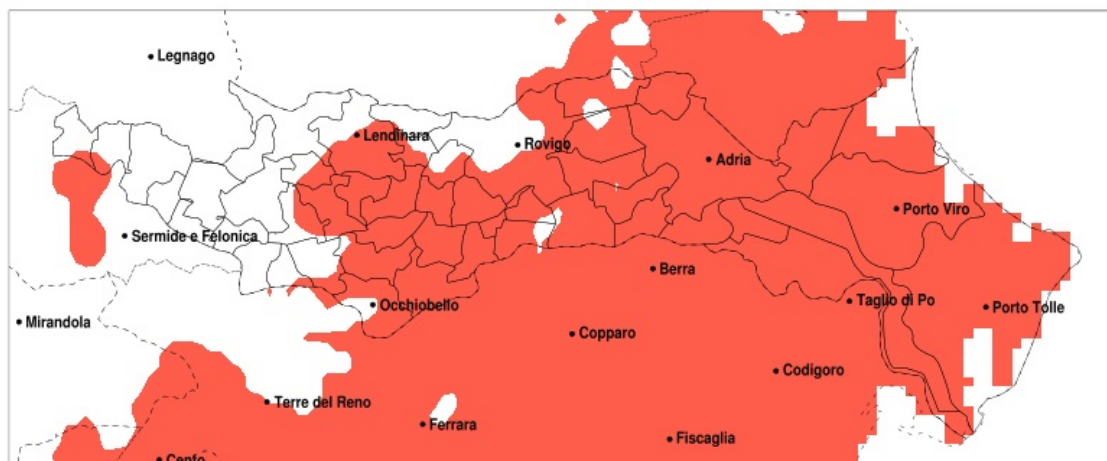 Legnago
Lendinara
Rovigo
Adria
Porto Viro
Sermide e Felonica
Berra
Taglio di Po
Porto Tolle
Occhiobello
Mirandola
Copparo
Codigoro
Terre del Reno
Ferrara
Fiscaglia
Cento